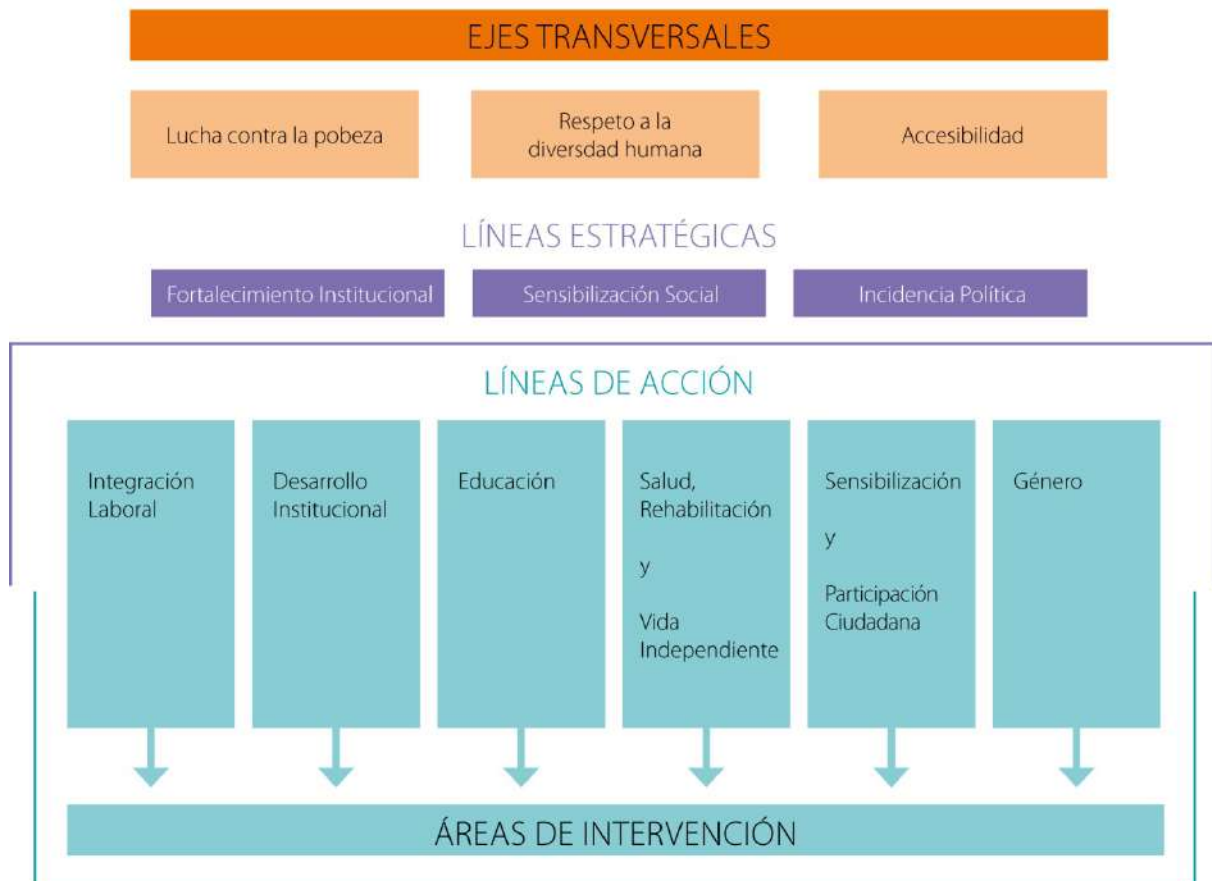 EJES TRANSVERSALES
Lucha contra la pobeza
Respeto a la
diversdad humana
Accesibilidad
LÍNEAS ESTRATÉGICAS
Fortalecimiento Institucional
Sensibilización Social
Incidencia Política
LÍNEAS DE ACCIÓN
Integración
Laboral
Desarrollo
Institucional
Educación
Salud,
Rehabilitación
y
Vida
Independiente
Sensibilización
y
Participación
Ciudadana
Género
ÁREAS DE INTERVENCIÓN